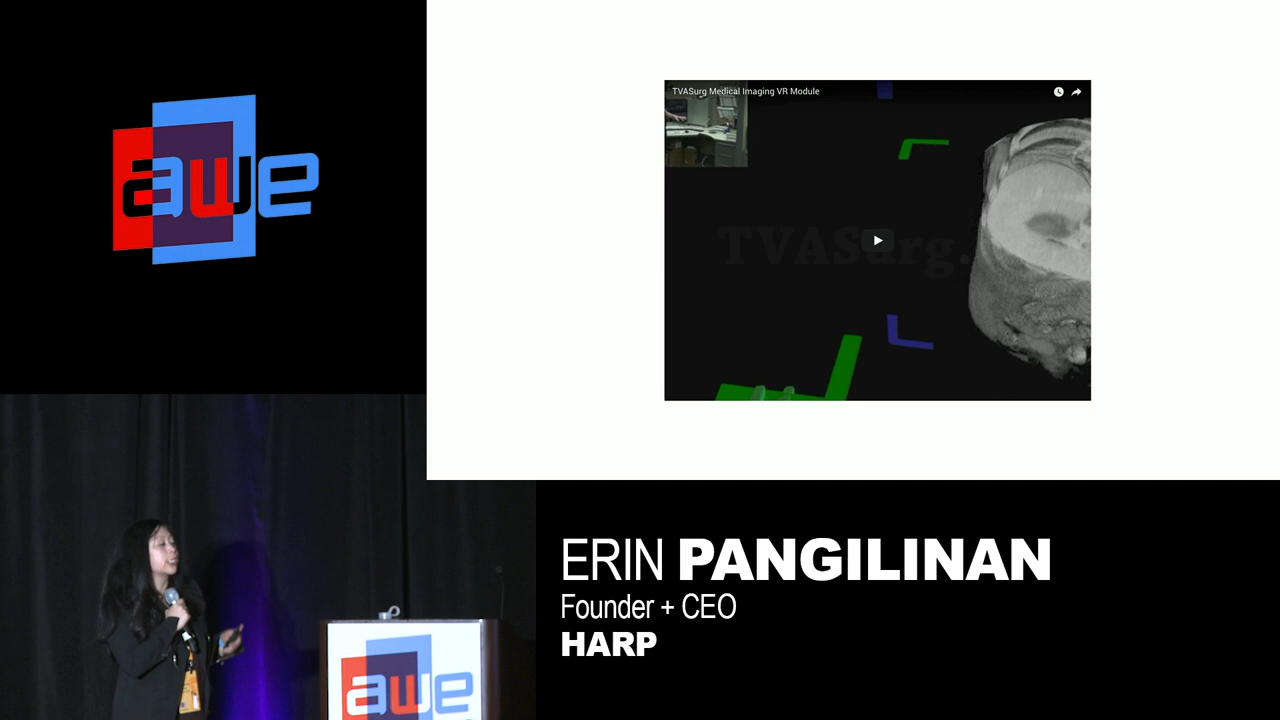 awe
TVASurg Medical Imaging VR Module
TVASurg.
ERIN PANGILINAN
Founder + CEO
HARP
awe